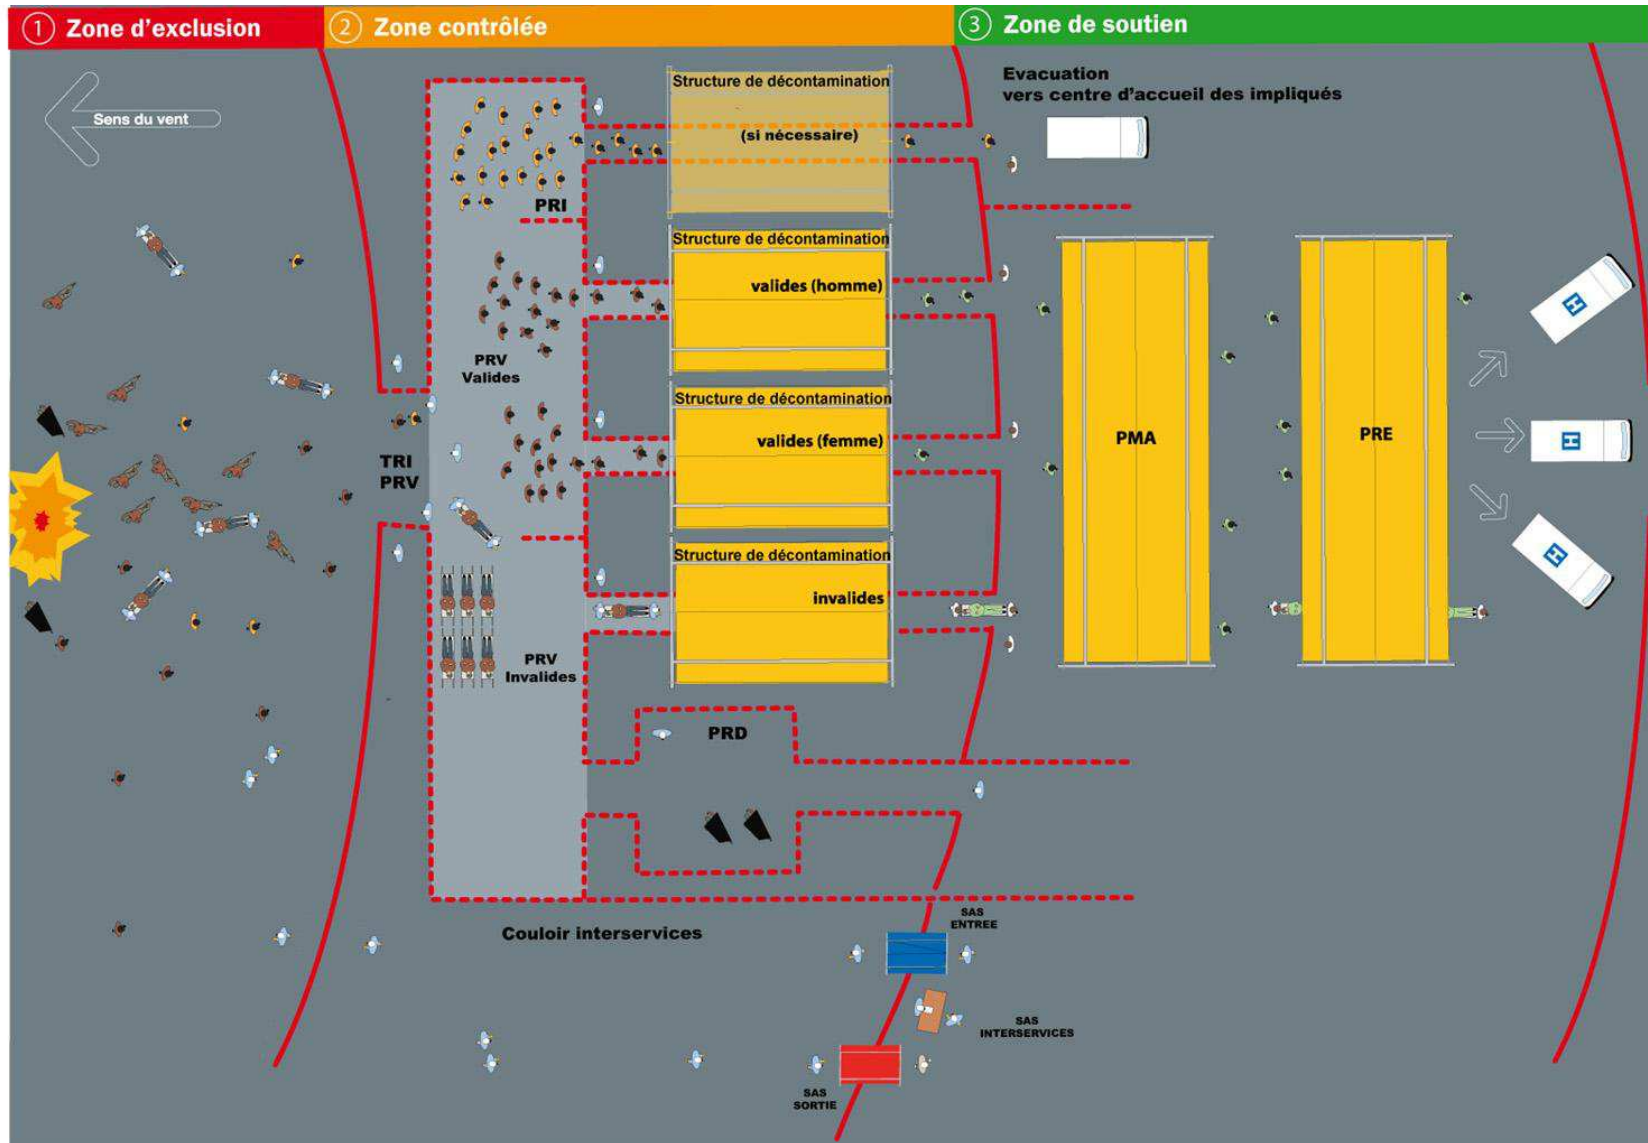 1 Zone d'exclusion
2 Zone contrôlée
3 Zone de soutien
Sens du vent
Structure de décontamination
(si nécessaire)
Evacuation
vers centre d'accueil des impliqués
PRI
Structure de décontamination
valides (homme)
PRV
Valides
Structure de décontamination
valides (femme)
TRI
PRV
PMA
PRE
H
H
H
Structure de décontamination
invalides
PRV
Invalides
PRD
Couloir interservices
SAS
ENTREE
SAS
INTERSERVICES
SAS
SORTIE